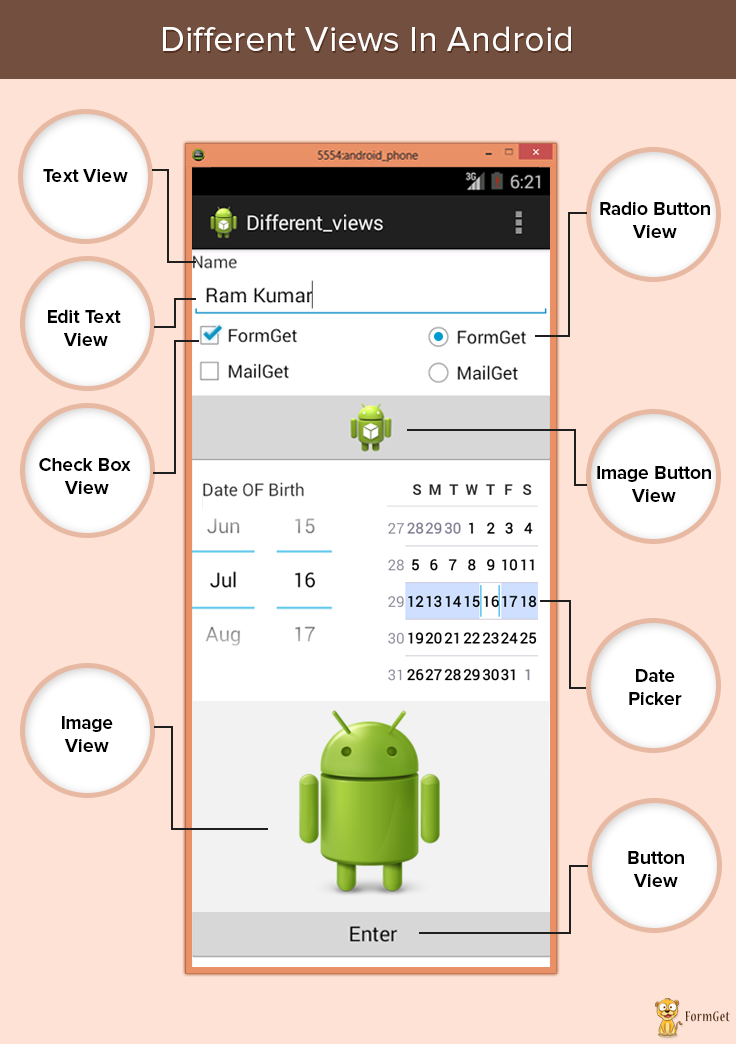 Different Views In Android
Text View
Edit Text
View
Check Box
View
Image
View
5554:android_phone
3G
6:21
Different_views
Name
Ram Kumar
FormGet
FormGet
MailGet
MailGet
Date OF Birth
Jun 15
Jul 16
Aug 17
S M T W T F S
27 28 29 30 1 2 3 4
28 5 6 7 8 9 10 11
29 12 13 14 15 16 17 18
30 19 20 21 22 23 24 25
31 26 27 28 29 30 31 1
Enter
Radio Button
View
Image Button
View
Date
Picker
Button
View
FormGet